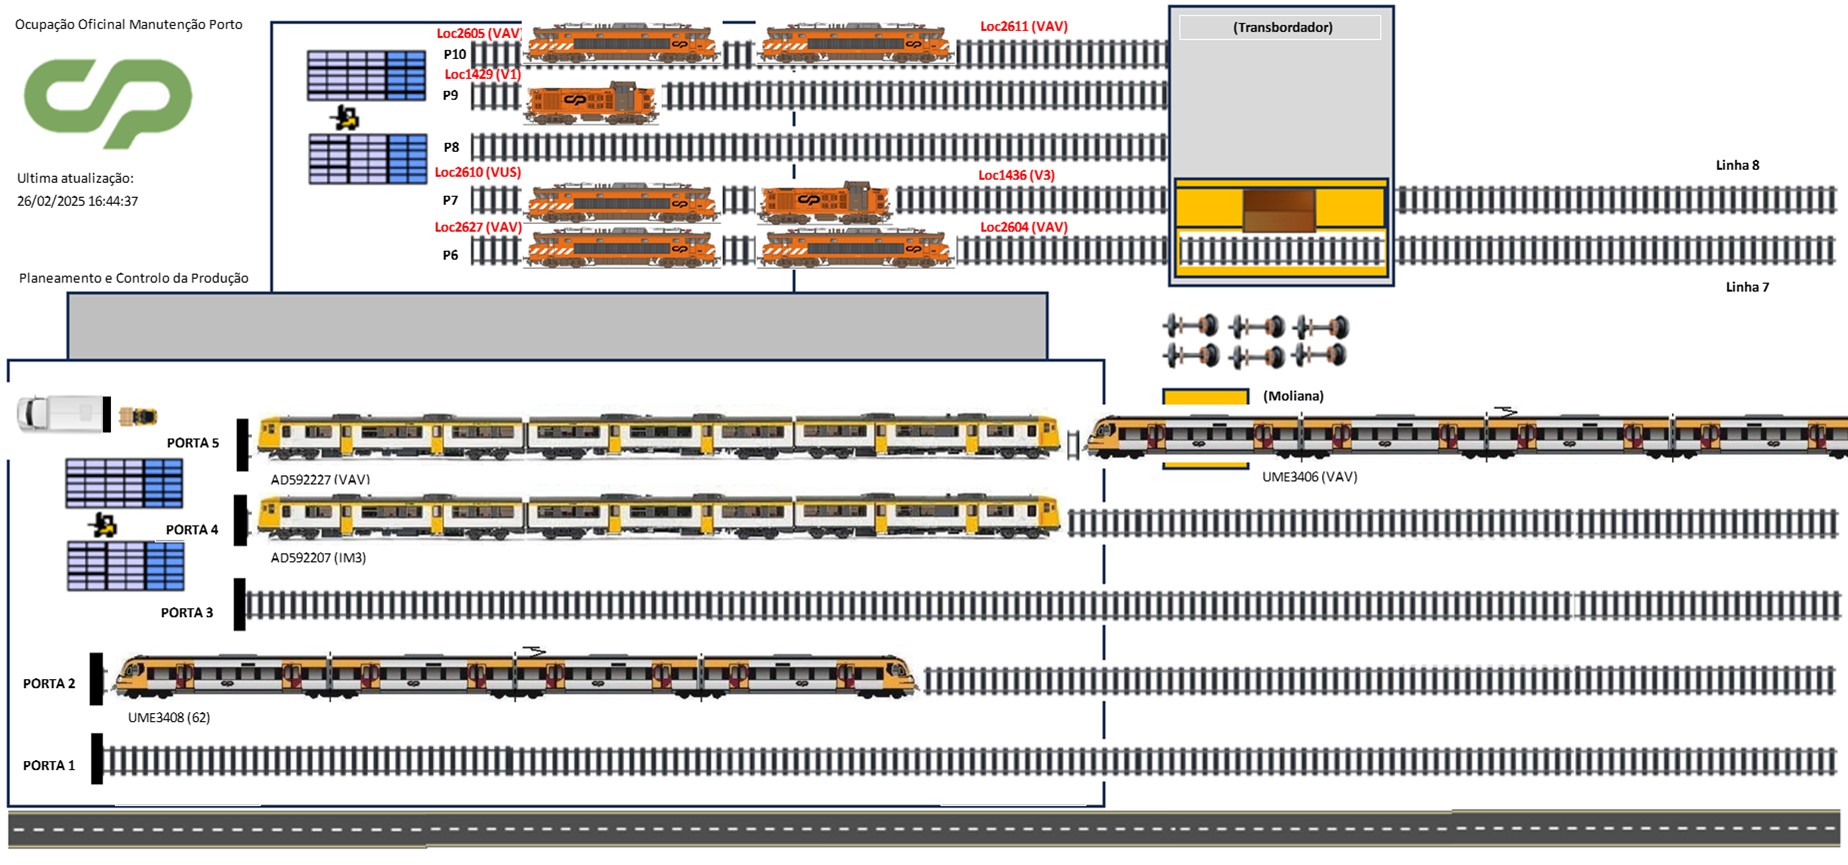 Ocupação Oficinal Manutenção Porto
cp
Ultima atualização:
26/02/2025 16:44:37
Planeamento e Controlo da Produção
Loc2605 (VAV)
Loc2611 (VAV)
P10
Loc1429 (V1)
P9
P8
Loc2610 (VUS)
Loc1436 (V3)
P7
Loc2627 (VAV)
Loc2604 (VAV)
P6
(Transbordador)
Linha 8
Linha 7
(Moliana)
PORTA 5
AD592227 (VAV)
UME3406 (VAV)
PORTA 4
AD592207 (IM3)
PORTA 3
PORTA 2
UME3408 (62)
PORTA 1